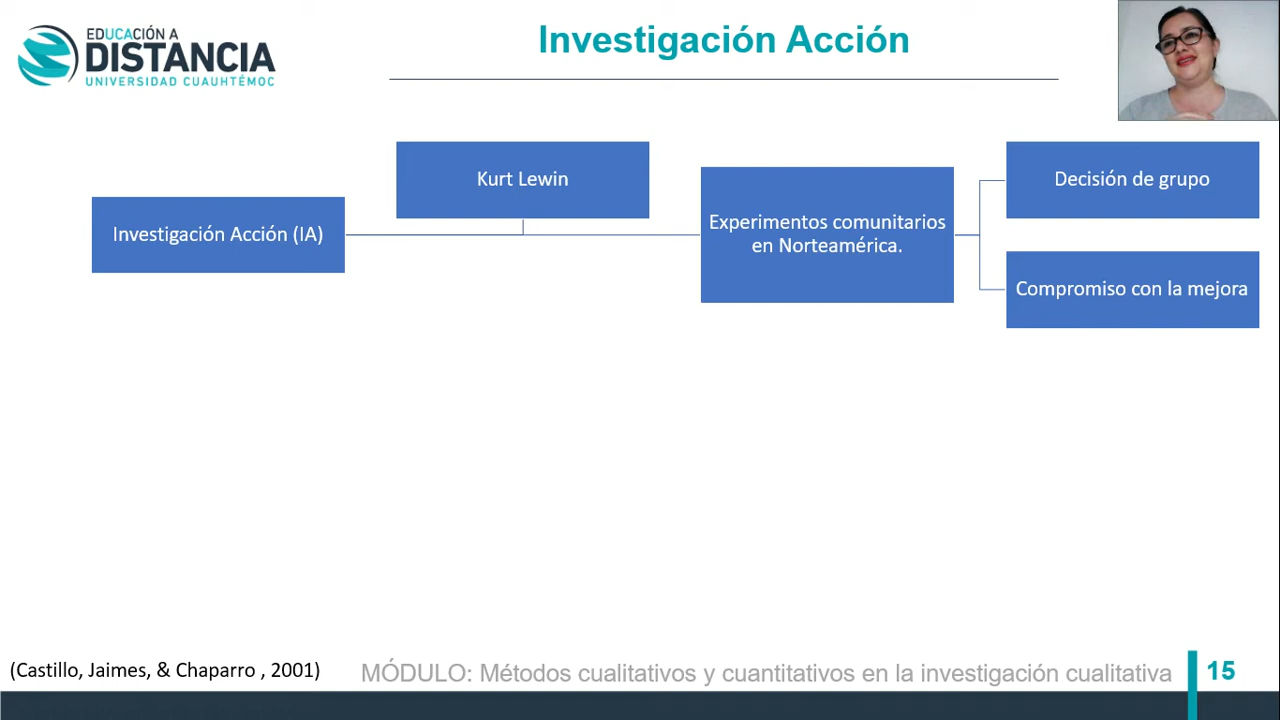 EDUCACIÓN A
DISTANCIA
UNIVERSIDAD CUAUHTÉMOC
Investigación Acción
Investigación Acción (IA)
Kurt Lewin
Experimentos comunitarios
en Norteamérica.
Decisión de grupo
Compromiso con la mejora
(Castillo, Jaimes, & Chaparro , 2001)
MÓDULO: Métodos cualitativos y cuantitativos en la investigación cualitativa
15